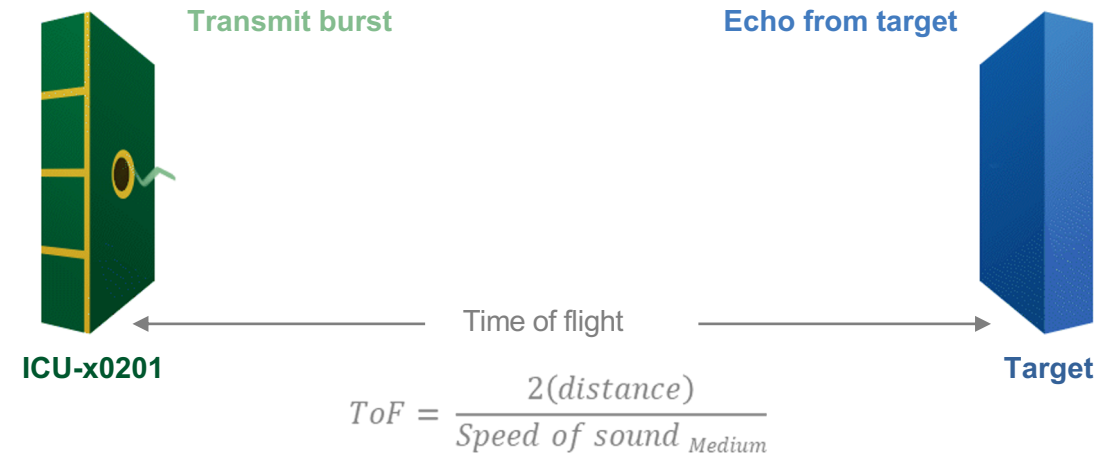 Transmit burst
Echo from target
Time of flight
ICU-x0201
Target
ToF = 2(distance) / Speed of sound Medium